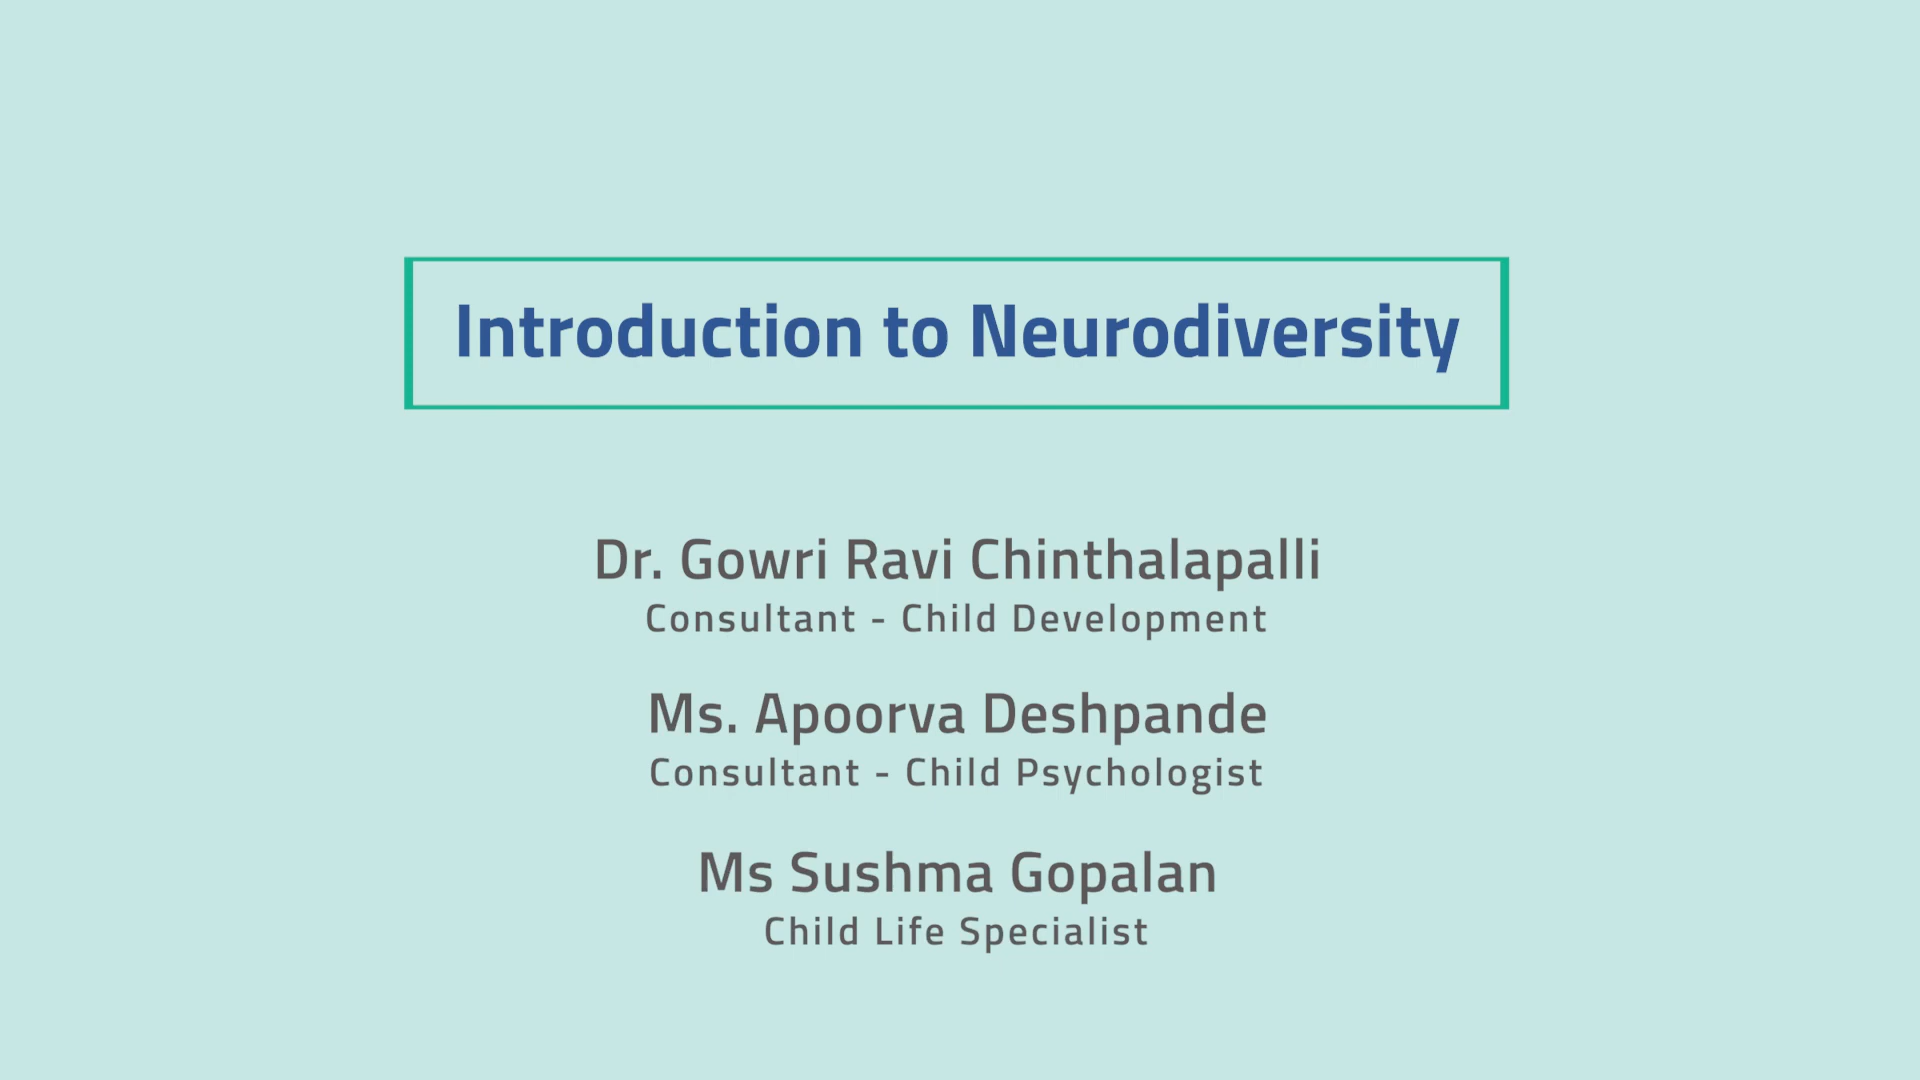 Introduction to Neurodiversity
Dr. Gowri Ravi Chinthalapalli
Consultant - Child Development
Ms. Apoorva Deshpande
Consultant - Child Psychologist
Ms Sushma Gopalan
Child Life Specialist